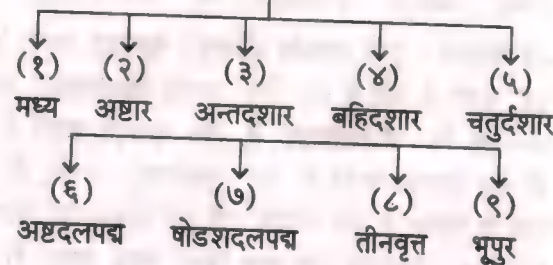 (१) (२) (३) (४) (५)
मध्य अष्टार अन्तदशार बहिदशार चतुर्दशार
(६) (७) (८) (९)
अष्टदलपद्म षोडशदलपद्म तीनवृत्त भूपुर